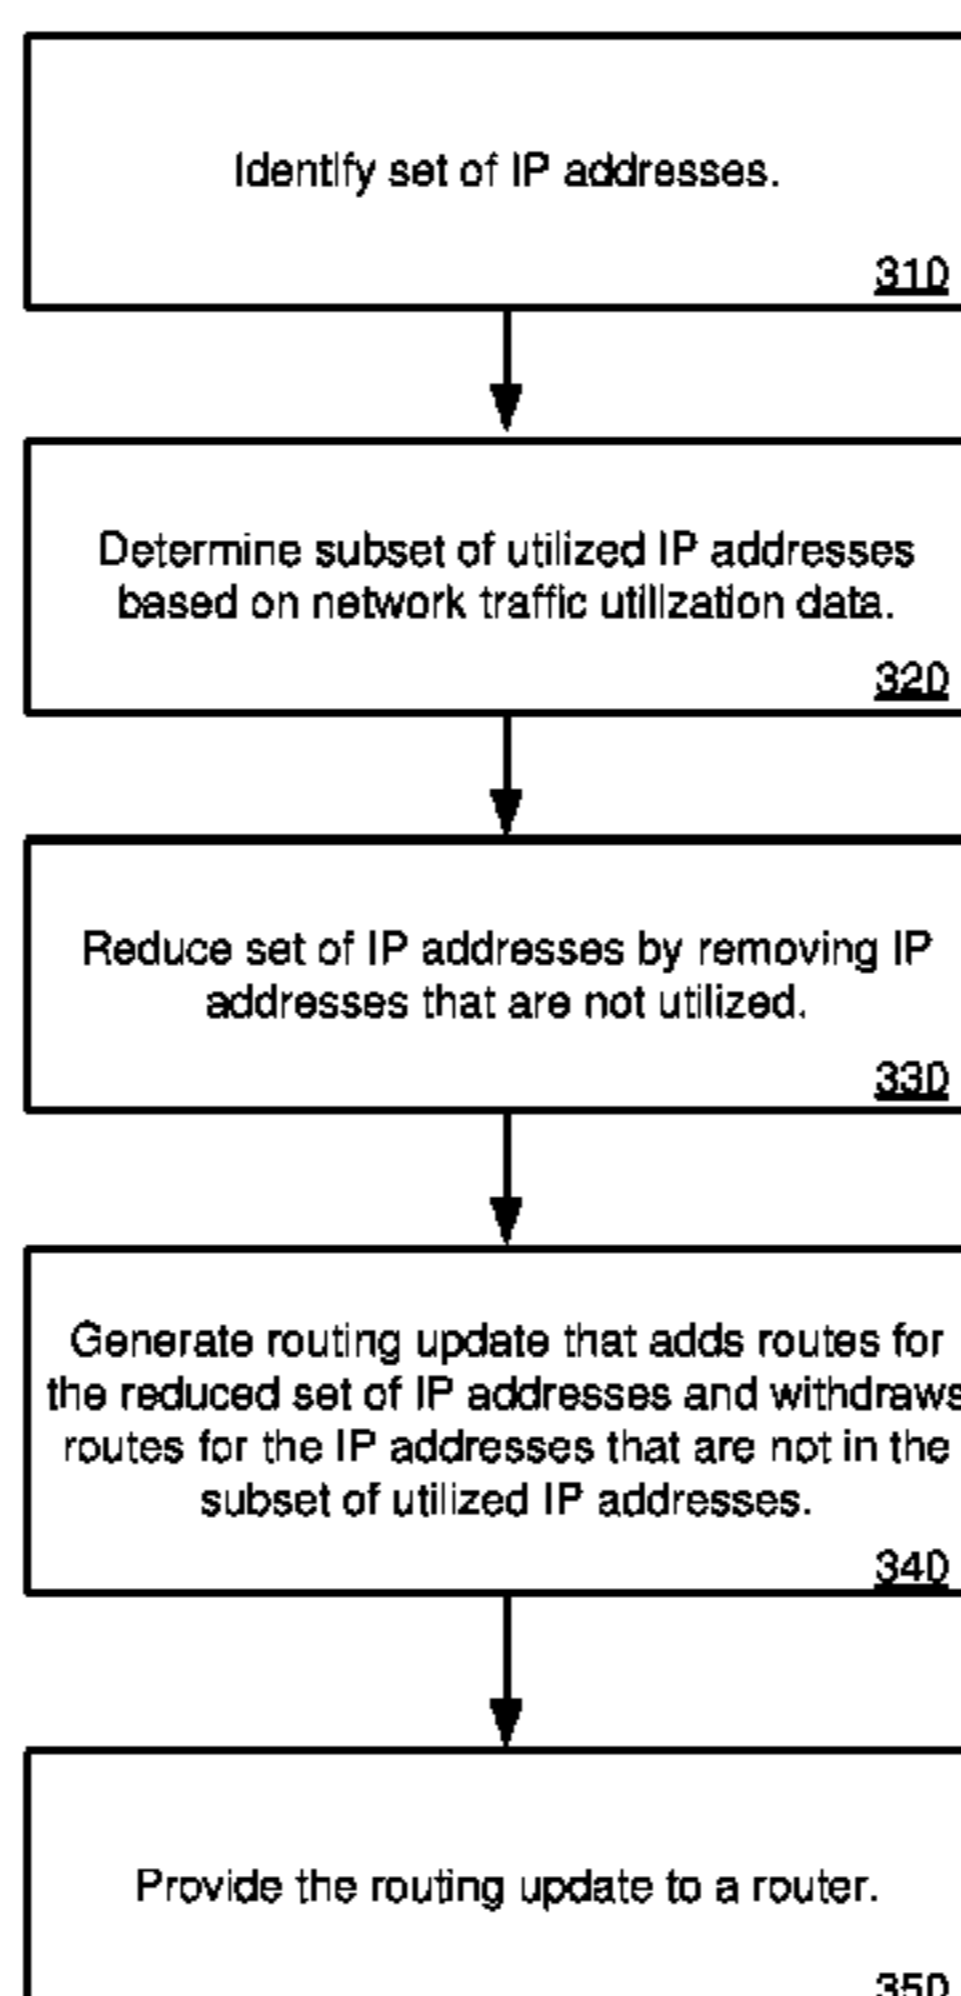 Identify set of IP addresses.
310
Determine subset of utilized IP addresses
based on network traffic utilization data.
320
Reduce set of IP addresses by removing IP
addresses that are not utilized.
330
Generate routing update that adds routes for
the reduced set of IP addresses and withdraws
routes for the IP addresses that are not in the
subset of utilized IP addresses.
340
Provide the routing update to a router.
350